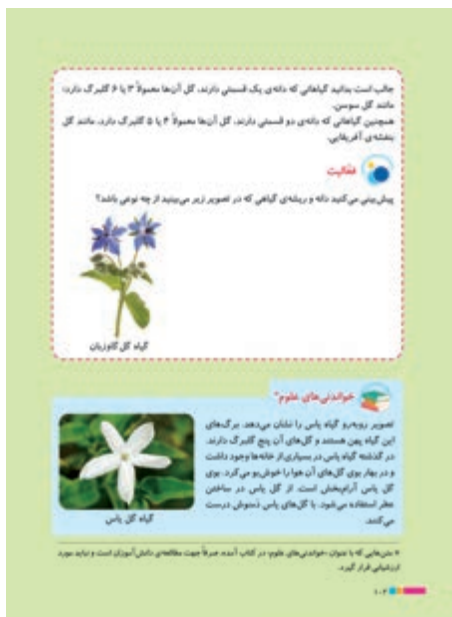 جالب است بدانید گیاهانی که دانه‌ی یک قسمتی دارند، گل آن‌ها معمولاً ۳ یا ۶ گلبرگ دارد؛
مانند گل سوسن.
همچنین گیاهانی که دانه‌ی دو قسمتی دارند، گل آن‌ها معمولاً ۴ یا ۵ گلبرگ دارد، مانند گل
بنفشه‌ی آفریقایی.
فعّالیت
پیش‌بینی می‌کنید دانه و ریشه‌ی گیاهی که در تصویر زیر می‌بینید از چه نوعی باشد؟
گیاه گل گاوزبان
خواندنی‌های علوم*
تصویر روبه‌رو گیاه یاس را نشان می‌دهد. برگ‌های
این گیاه پهن هستند و گل‌های آن پنج گلبرگ دارند.
در گذشته گیاه یاس در بسیاری از خانه‌ها وجود داشت
و در بهار بوی گل‌های آن هوا را خوش‌بو می‌کرد. بوی
گل یاس آرام‌بخش است. از گل یاس در ساختن
عطر استفاده می‌شود. با گل‌های یاس دمنوش درست
می‌کنند.
گیاه گل یاس
* متن‌هایی که با عنوان «خواندنی‌های علوم» در کتاب آمده، صرفاً جهت مطالعه‌ی دانش‌آموزان است و نباید مورد
ارزشیابی قرار گیرد.
۱۰۲